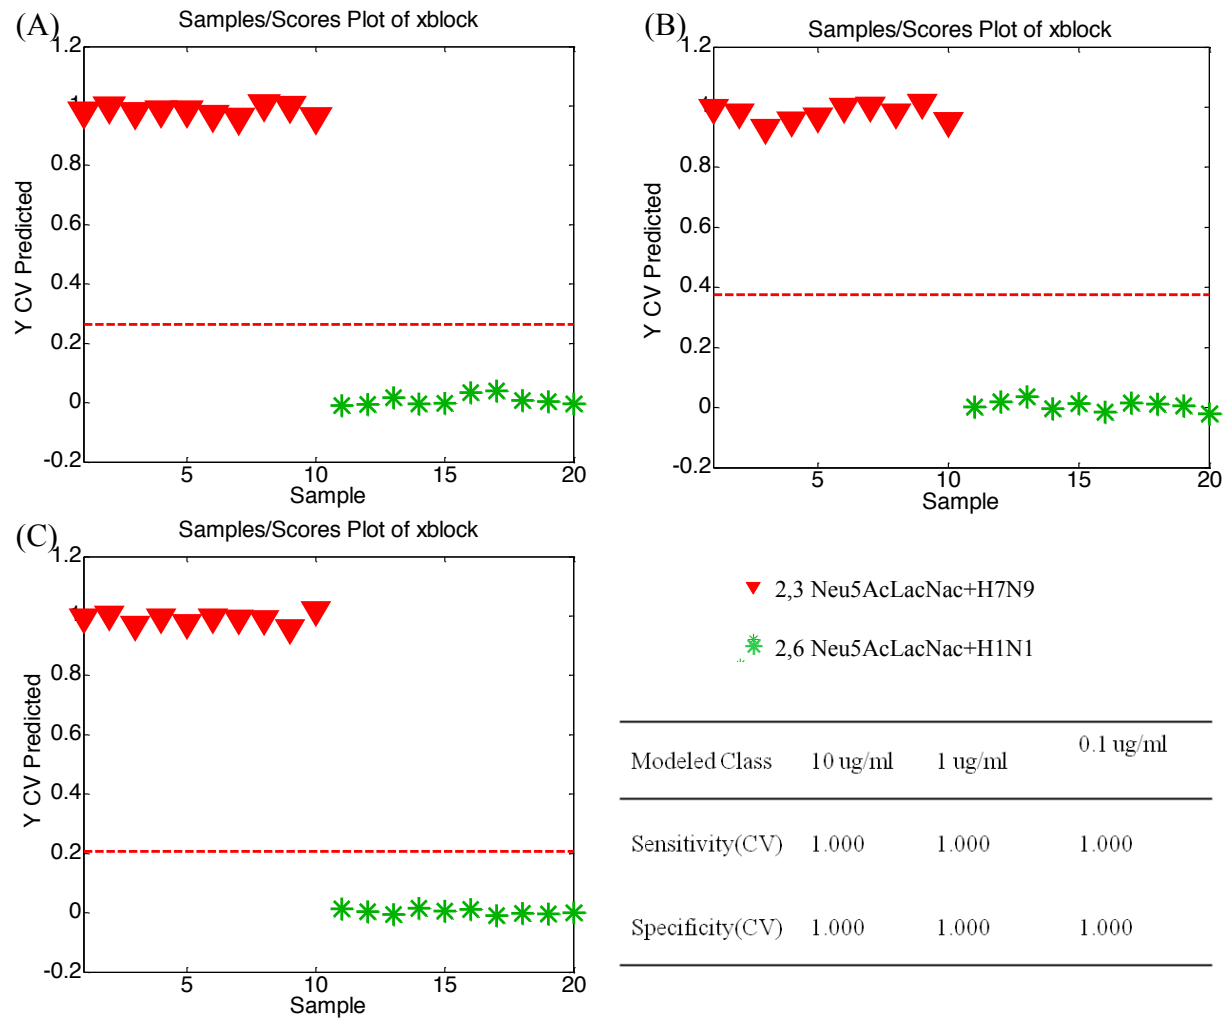 (A)
Samples/Scores Plot of xblock
1.2
1
0.8
0.6
0.4
0.2
0
-0.2
Y CV Predicted
5
10
15
20
Sample
(B)
Samples/Scores Plot of xblock
1.2
1
0.8
0.6
0.4
0.2
0
-0.2
Y CV Predicted
5
10
15
20
Sample
(C)
Samples/Scores Plot of xblock
1.2
1
0.8
0.6
0.4
0.2
0
-0.2
Y CV Predicted
5
10
15
20
Sample
2,3 Neu5AcLacNac+H7N9
2,6 Neu5AcLacNac+H1N1
Modeled Class 10 ug/ml 1 ug/ml 0.1 ug/ml
Sensitivity(CV) 1.000 1.000 1.000
Specificity(CV) 1.000 1.000 1.000